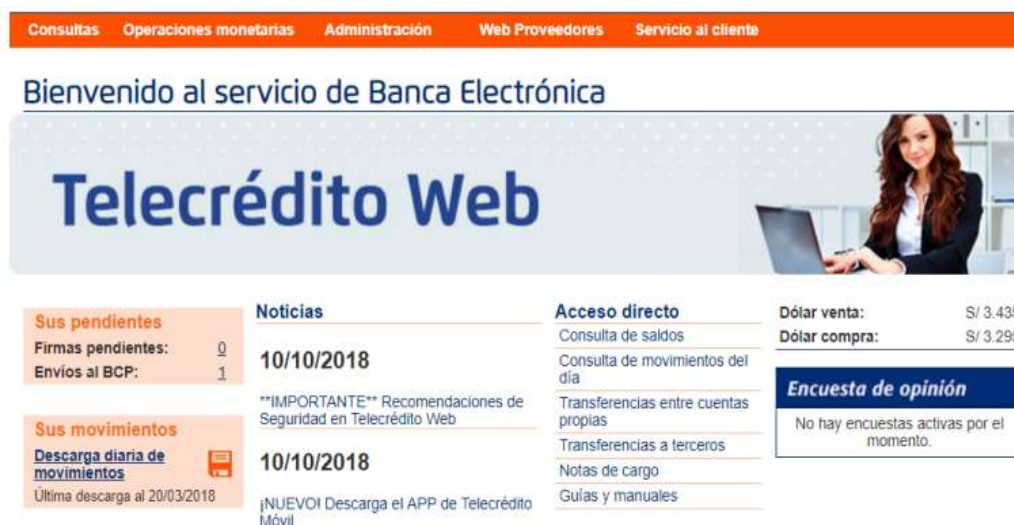 Consultas Operaciones monetarias Administración Web Proveedores Servicio al cliente
Bienvenido al servicio de Banca Electrónica
Telecrédito Web
Sus pendientes
Firmas pendientes: 0
Envíos al BCP: 1
Sus movimientos
Descarga diaria de
movimientos
Última descarga al 20/03/2018
Noticias
10/10/2018
**IMPORTANTE** Recomendaciones de
Seguridad en Telecrédito Web
10/10/2018
¡NUEVO! Descarga el APP de Telecrédito
Móvil
Acceso directo
Consulta de saldos
Consulta de movimientos del
día
Transferencias entre cuentas
propias
Transferencias a terceros
Notas de cargo
Guías y manuales
Dólar venta: S/ 3.435
Dólar compra: S/ 3.295
Encuesta de opinión
No hay encuestas activas por el
momento.